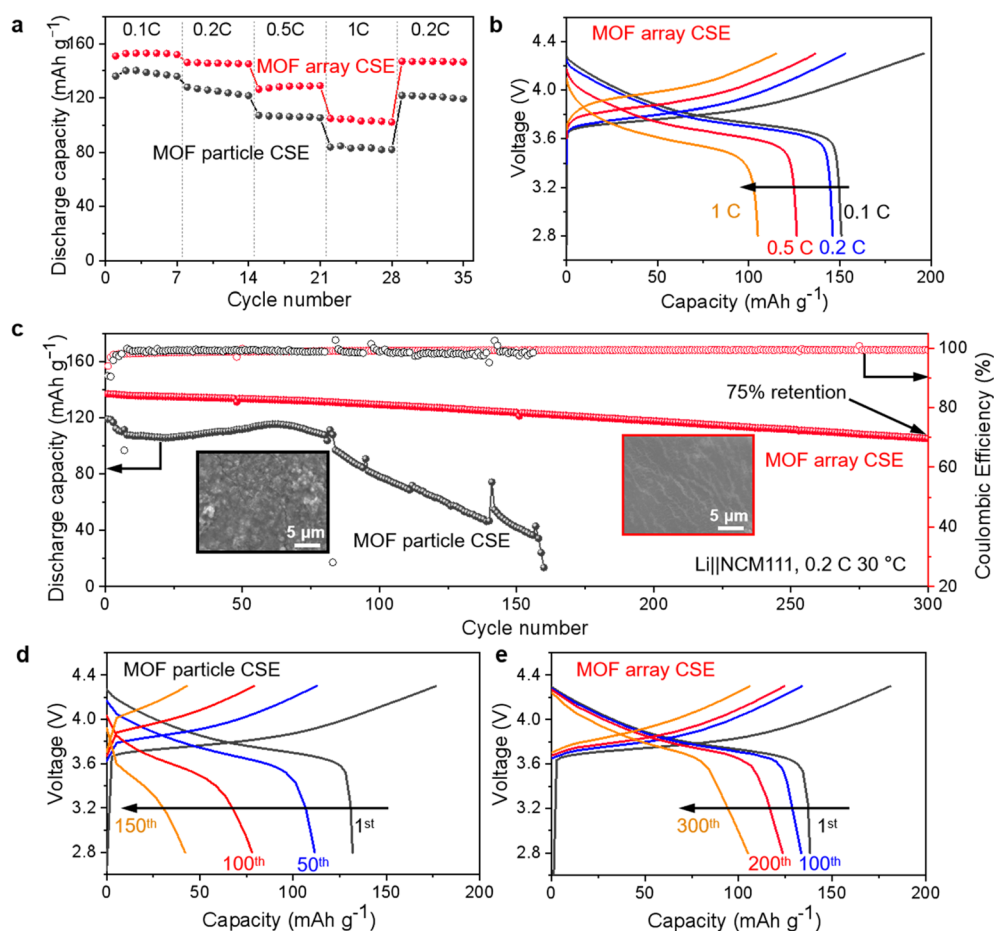 a
0.1C 0.2C 0.5C 1C 0.2C
MOF array CSE
MOF particle CSE
Discharge capacity (mAh g⁻¹)
160
120
80
40
0
0 7 14 21 28 35
Cycle number
b
MOF array CSE
Voltage (V)
4.4
4.0
3.6
3.2
2.8
1 C
0.5 C
0.2 C
0.1 C
0 50 100 150 200
Capacity (mAh g⁻¹)
c
Discharge capacity (mAh g⁻¹)
160
120
80
40
0
Coulombic Efficiency (%)
100
80
60
40
20
75% retention
MOF array CSE
5 μm
MOF particle CSE
5 μm
Li||NCM111, 0.2 C 30 °C
0 50 100 150 200 250 300
Cycle number
d
MOF particle CSE
Voltage (V)
4.4
4.0
3.6
3.2
2.8
150th
100th
50th
1st
0 50 100 150 200
Capacity (mAh g⁻¹)
e
MOF array CSE
Voltage (V)
4.4
4.0
3.6
3.2
2.8
300th
200th
100th
1st
0 50 100 150 200
Capacity (mAh g⁻¹)